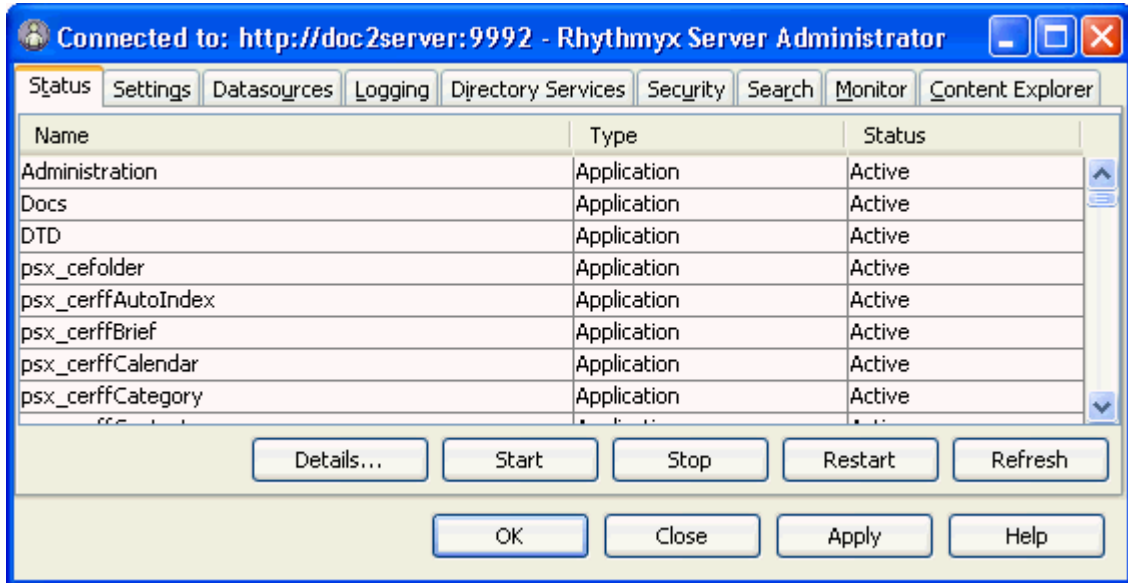 Connected to: http://doc2server:9992 - Rhythmyx Server Administrator
Status Settings Datasources Logging Directory Services Security Search Monitor Content Explorer
Name Type Status
Administration Application Active
Docs Application Active
DTD Application Active
psx_cefolder Application Active
psx_cerffAutoIndex Application Active
psx_cerffBrief Application Active
psx_cerffCalendar Application Active
psx_cerffCategory Application Active
Details... Start Stop Restart Refresh
OK Close Apply Help